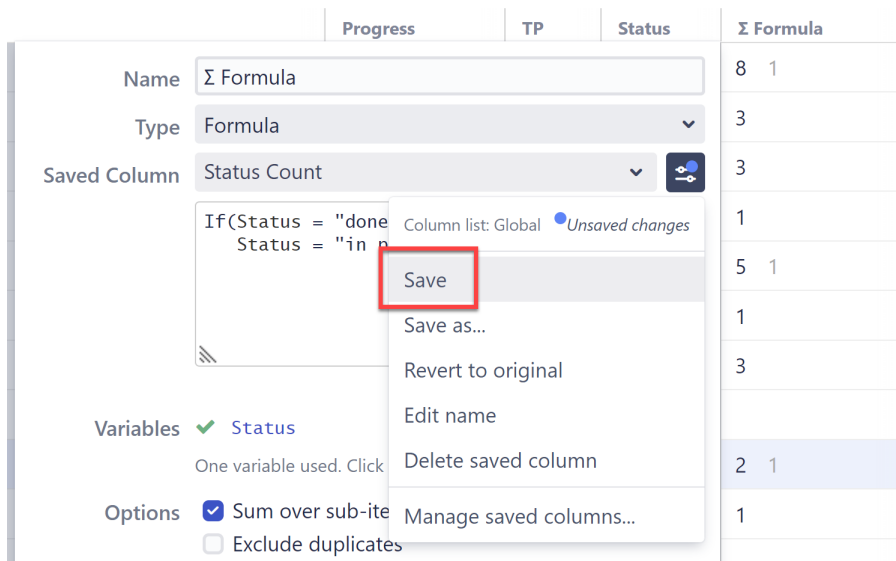 Progress TP Status Σ Formula
Name Σ Formula
Type Formula
Saved Column Status Count
If(Status = "done
Status = "in
Column list: Global Unsaved changes
Save
Save as...
Revert to original
Edit name
Delete saved column
Manage saved columns...
Variables Status
One variable used. Click
Options Sum over sub-ite
Exclude duplicates
8 1
3
3
1
5 1
1
3
2 1
1